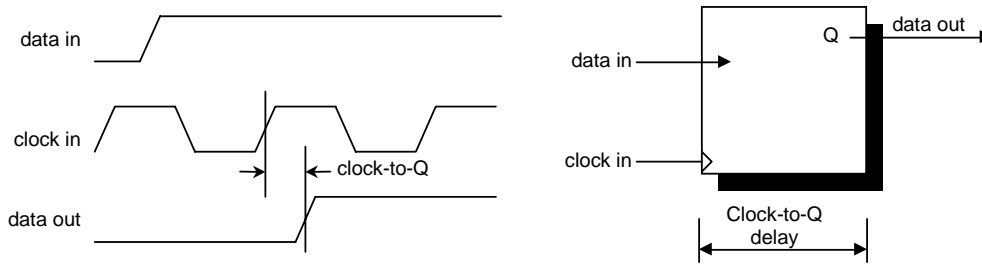 data in
clock in
clock-to-Q
data out
Q
data out
data in
clock in
Clock-to-Q
delay